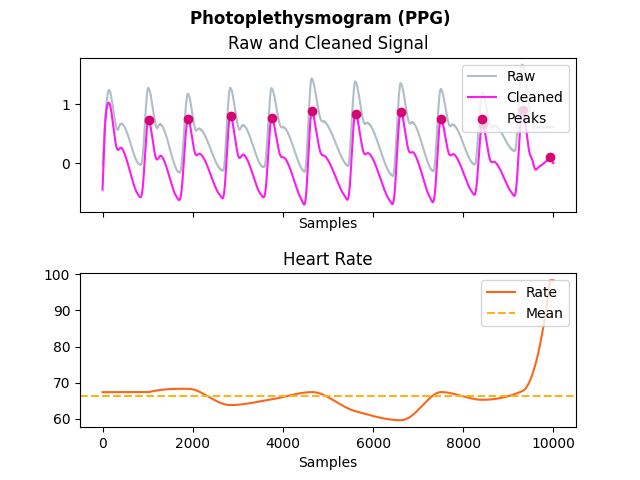 Photoplethysmogram (PPG)
Raw and Cleaned Signal
Raw
Cleaned
Peaks
1
0
Samples
Heart Rate
100
90
80
70
60
Rate
Mean
0
2000
4000
6000
8000
10000
Samples